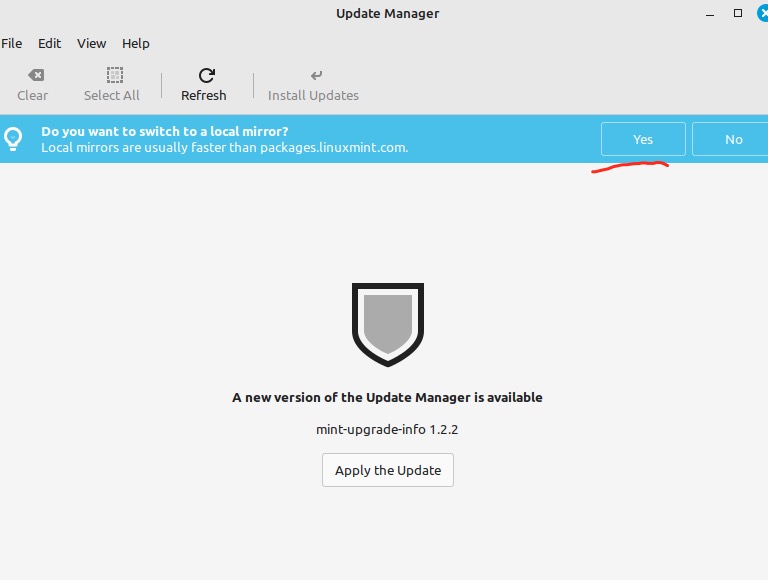 Update Manager
File Edit View Help
Clear Select All Refresh Install Updates
Do you want to switch to a local mirror?
Local mirrors are usually faster than packages.linuxmint.com.
Yes No
A new version of the Update Manager is available
mint-upgrade-info 1.2.2
Apply the Update